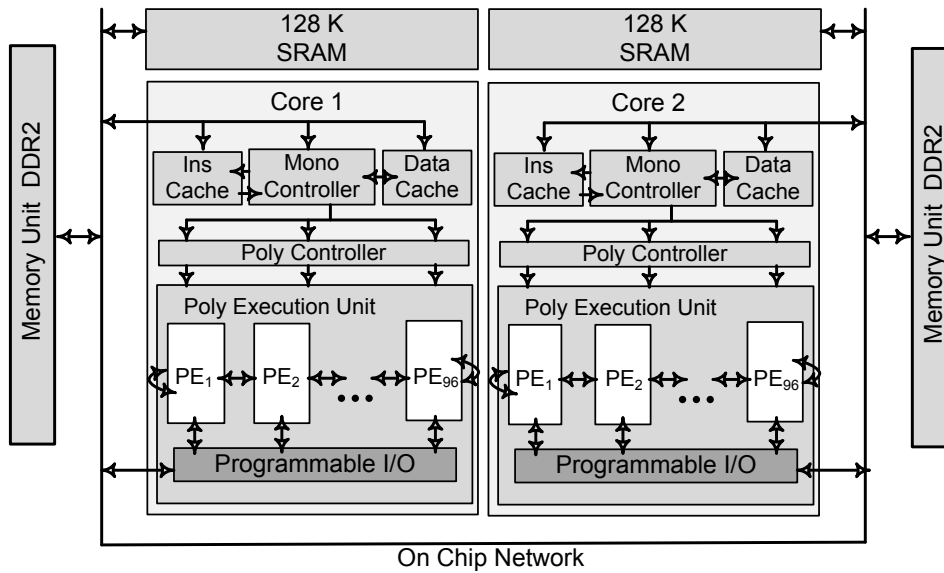 128 K
SRAM
128 K
SRAM
Memory Unit DDR2
Core 1
Ins
Cache
Mono
Controller
Data
Cache
Poly Controller
Poly Execution Unit
PE1
PE2
...
PE96
Programmable I/O
Core 2
Ins
Cache
Mono
Controller
Data
Cache
Poly Controller
Poly Execution Unit
PE1
PE2
...
PE96
Programmable I/O
Memory Unit DDR2
On Chip Network